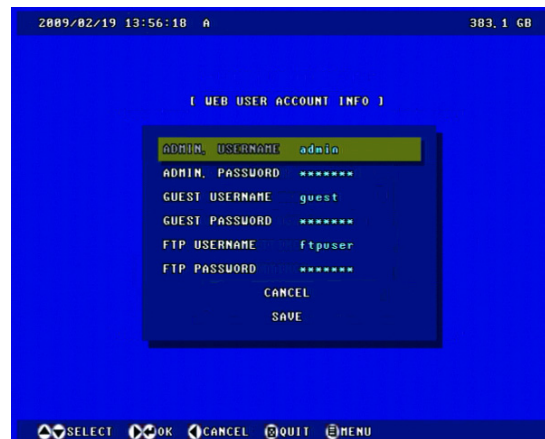 2009/02/19 13:56:18 A 383.1 GB
[ WEB USER ACCOUNT INFO ]
ADMIN. USERNAME admin
ADMIN. PASSWORD *******
GUEST USERNAME guest
GUEST PASSWORD *******
FTP USERNAME ftpuser
FTP PASSWORD *******
CANCEL
SAVE
SELECT OK CANCEL QUIT MENU